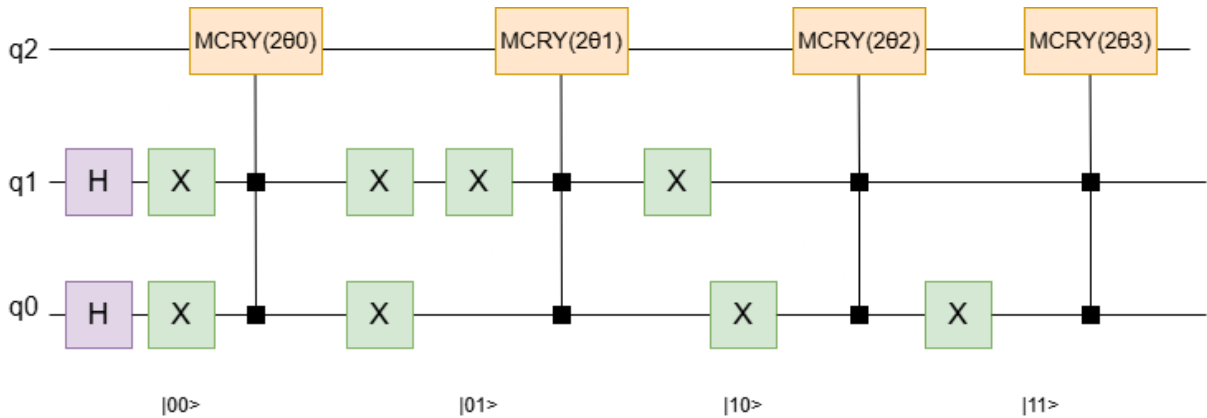 q2 MCRY(2θ0) MCRY(2θ1) MCRY(2θ2) MCRY(2θ3)
q1 H X X X X
q0 H X X X X
|00> |01> |10> |11>